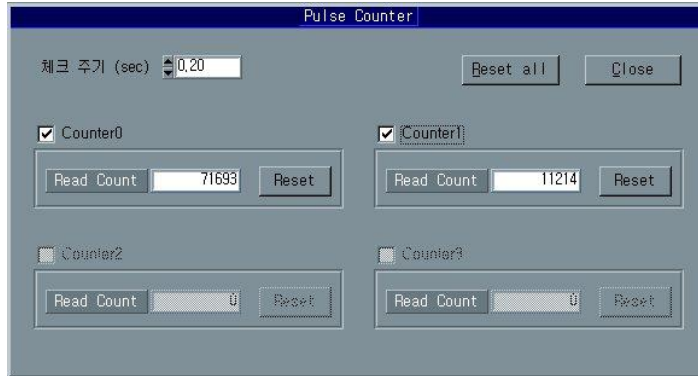 Pulse Counter
체크 주기 (sec) 0,20 Reset all Close
Counter0 Counter1
Read Count 71693 Reset Read Count 11214 Reset
Counter2 Counter3
Read Count 0 Reset Read Count 0 Reset